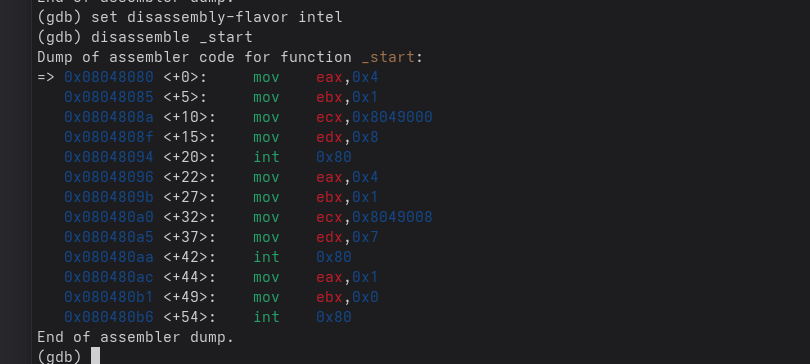 End of assembler dump.
(gdb) set disassembly-flavor intel
(gdb) disassemble _start
Dump of assembler code for function _start:
=> 0x08048080 <+0>:     mov    eax,0x4
   0x08048085 <+5>:     mov    ebx,0x1
   0x0804808a <+10>:    mov    ecx,0x8049000
   0x0804808f <+15>:    mov    edx,0x8
   0x08048094 <+20>:    int    0x80
   0x08048096 <+22>:    mov    eax,0x4
   0x0804809b <+27>:    mov    ebx,0x1
   0x080480a0 <+32>:    mov    ecx,0x8049008
   0x080480a5 <+37>:    mov    edx,0x7
   0x080480aa <+42>:    int    0x80
   0x080480ac <+44>:    mov    eax,0x1
   0x080480b1 <+49>:    mov    ebx,0x0
   0x080480b6 <+54>:    int    0x80
End of assembler dump.
(gdb)